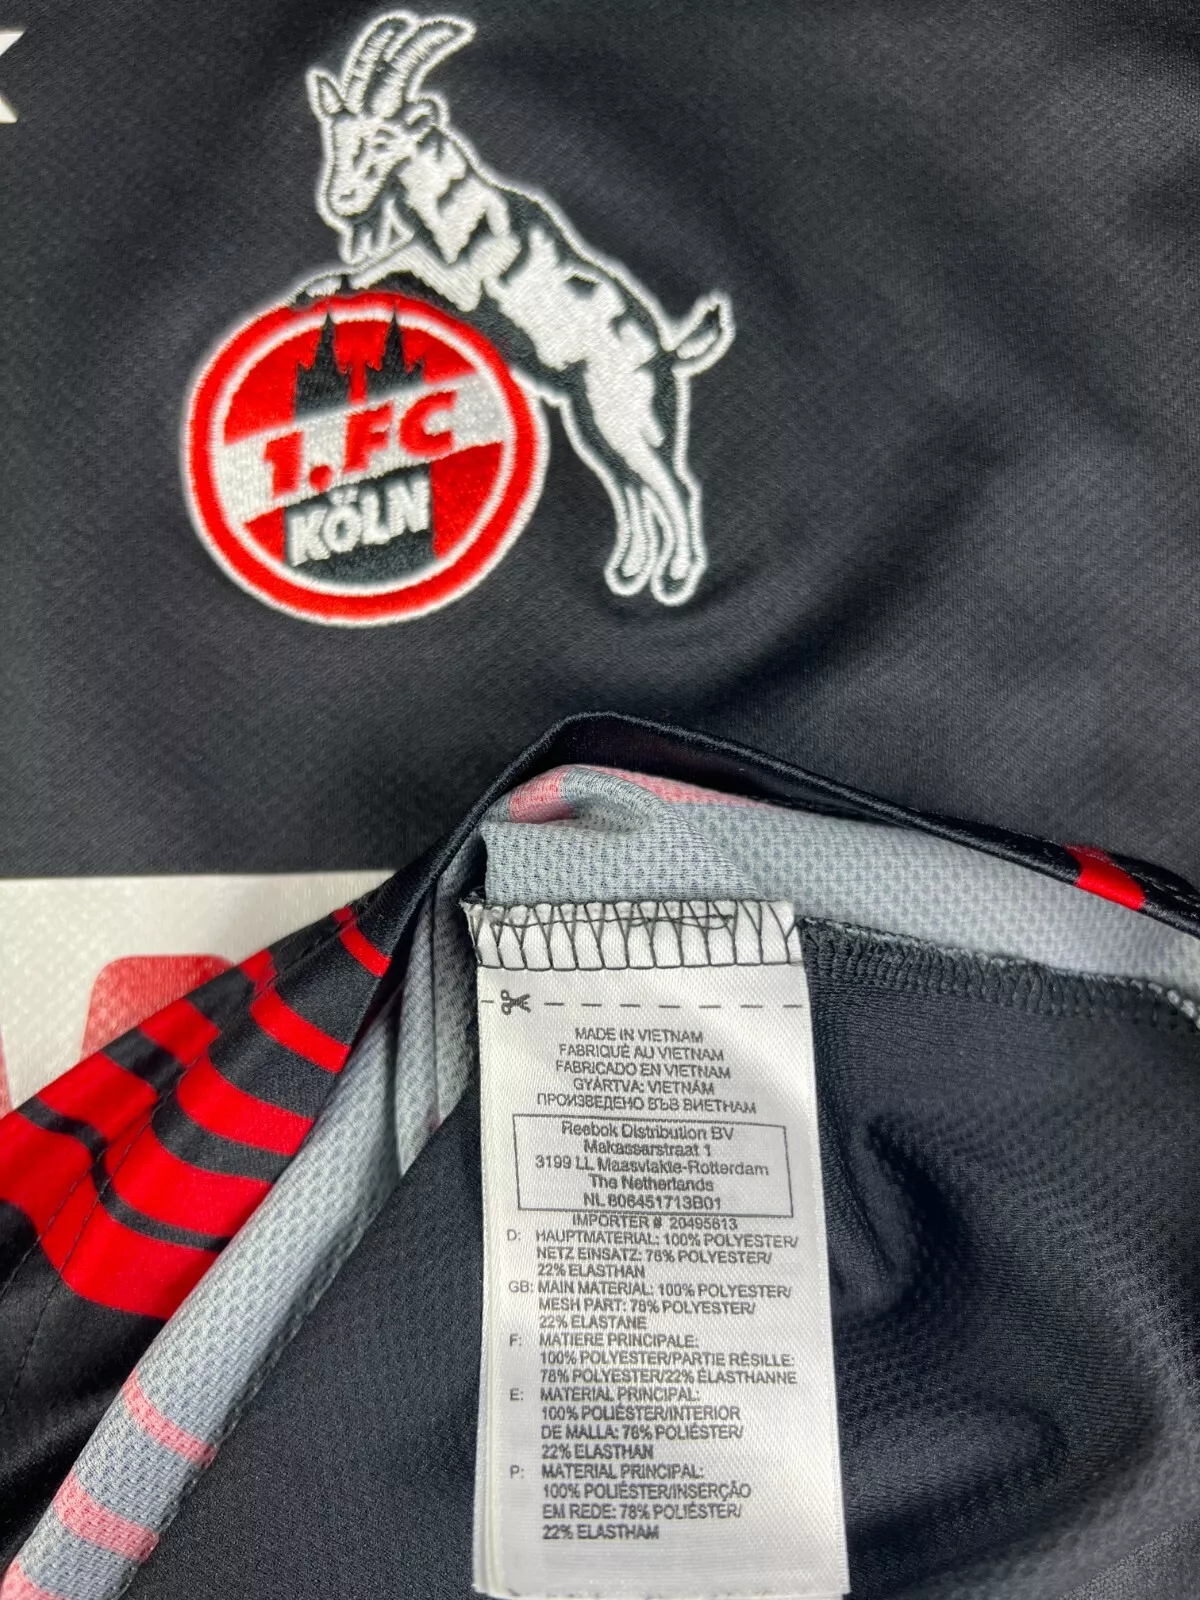 1.FC
KÖLN
MADE IN VIETNAM
FABRIQUÉ AU VIETNAM
FABRICADO EN VIETNAM
GYÁRTVA: VIETNÁM
ПРОИЗВЕДЕНО ВЪВ ВИЕТНАМ
Reebok Distribution BV
Makassarstraat 1
3199 LL Maasvlakte-Rotterdam
The Netherlands
NL 806451713B01
IMPORTER # 20495613
D: HAUPTMATERIAL: 100% POLYESTER/
NETZ EINSATZ: 78% POLYESTER/
22% ELASTHAN
GB: MAIN MATERIAL: 100% POLYESTER/
MESH PART: 78% POLYESTER/
22% ELASTANE
F: MATIERE PRINCIPALE:
100% POLYESTER/PARTIE RÉSILLE:
78% POLYESTER/22% ÉLASTHANNE
E: MATERIAL PRINCIPAL:
100% POLIÉSTER/INTERIOR
DE MALLA: 78% POLIÉSTER/
22% ELASTHAN
P: MATERIAL PRINCIPAL:
100% POLIÉSTER/INSERÇÃO
EM REDE: 78% POLIÉSTER/
22% ELASTHAM